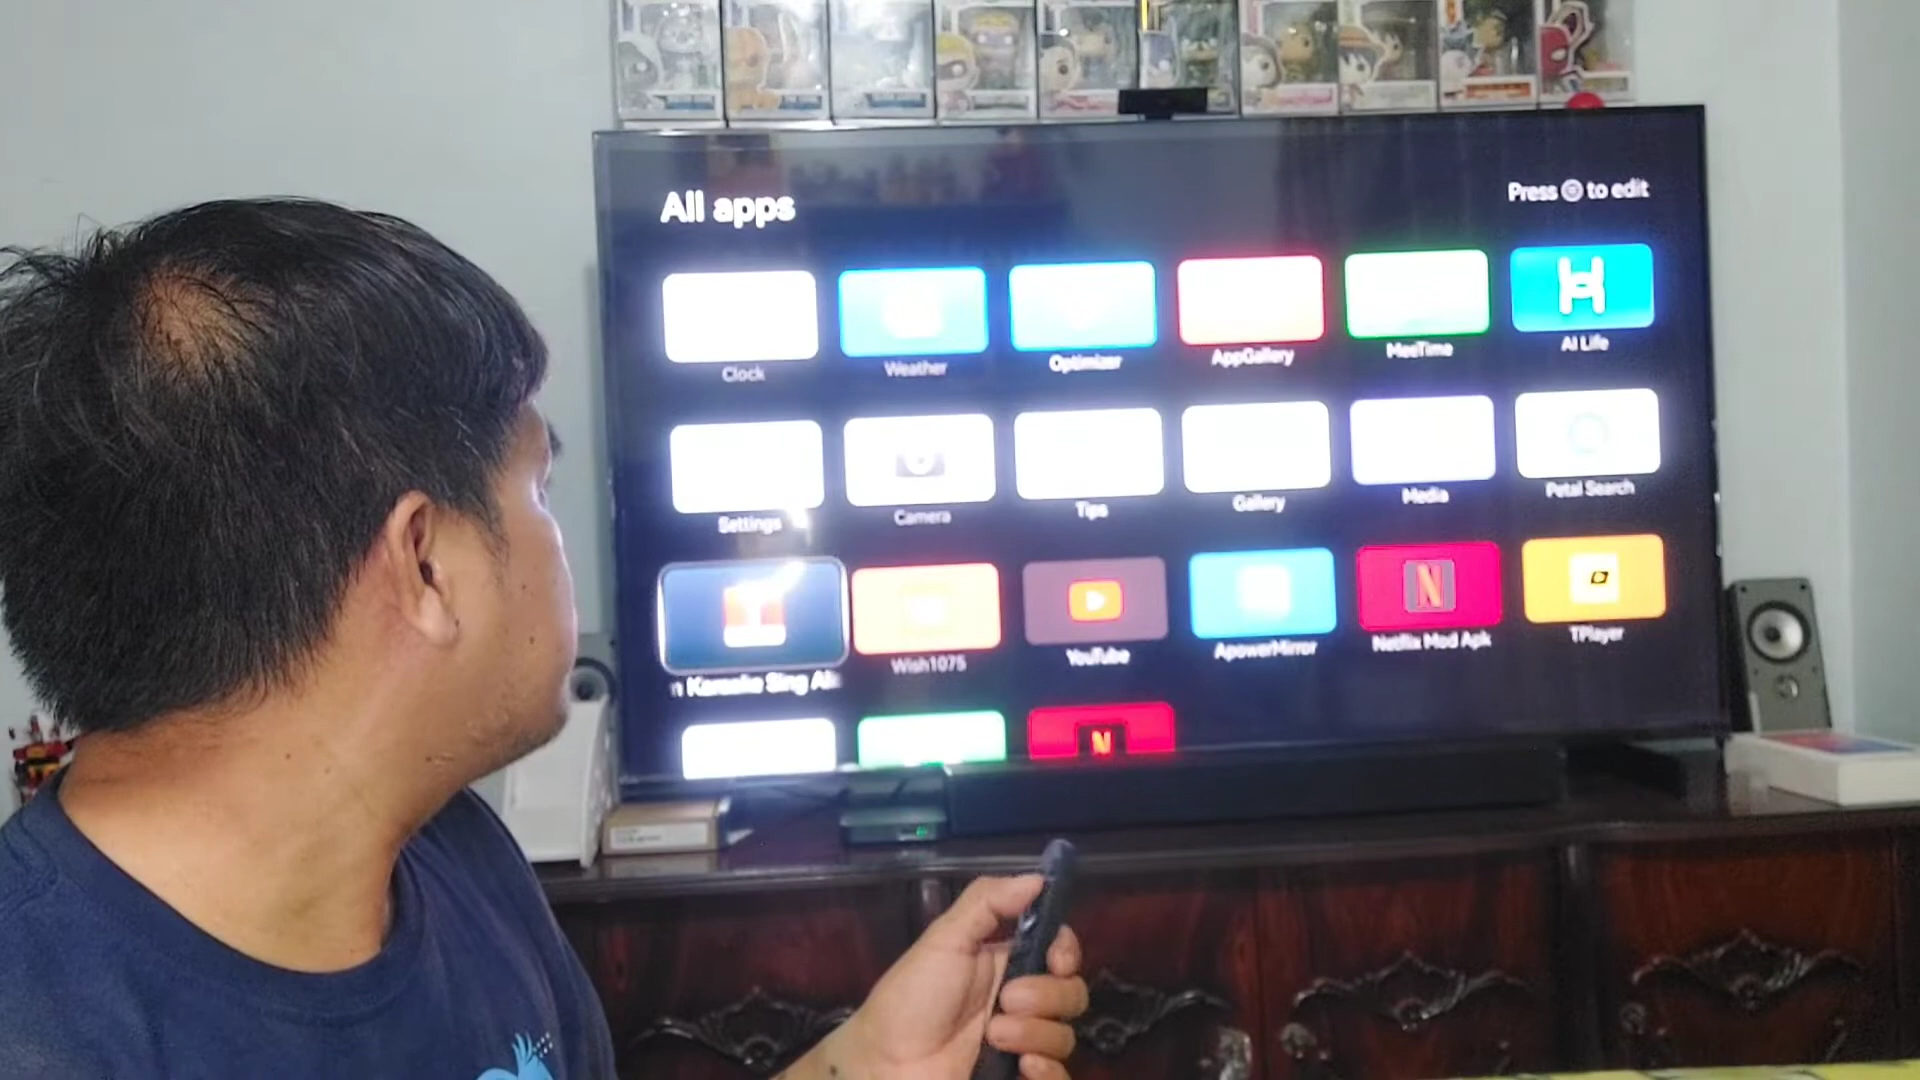 All apps
Press to edit
Clock
Weather
Optimizer
AppGallery
MeeTime
AI Life
Settings
Camera
Tips
Gallery
Media
Petal Search
Karaoke Sing
Wish1075
YouTube
ApowerMirror
Netflix Mod Apk
TPlayer